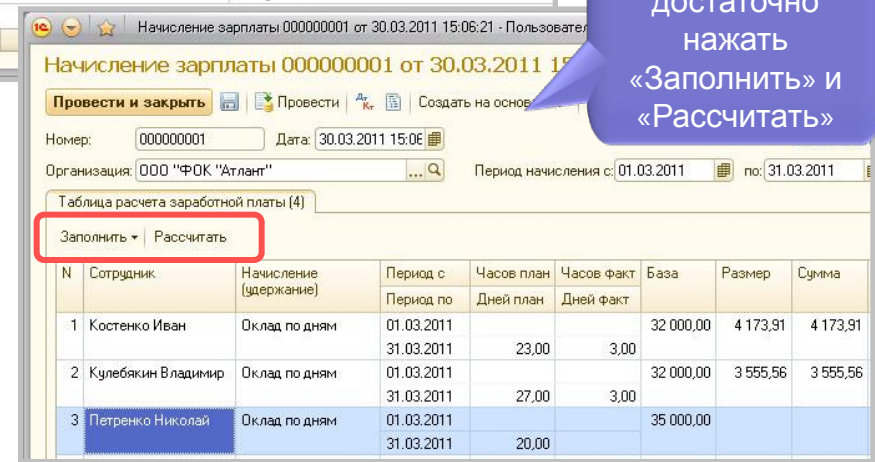 достаточно
нажать
«Заполнить» и
«Рассчитать»
Начисление зарплаты 000000001 от 30.03.2011 15:06:21 - Пользовател
Начисление зарплаты 000000001 от 30.03.2011 1
Провести и закрыть Провести Создать на основ
Номер: 000000001 Дата: 30.03.2011 15:06
Организация: ООО "ФОК "Атлант" ... Период начисления с: 01.03.2011 по: 31.03.2011
Таблица расчета заработной платы (4)
Заполнить Рассчитать
N Сотрудник Начисление (удержание) Период с Часов план Часов факт База Размер Сумма
Период по Дней план Дней факт
1 Костенко Иван Оклад по дням 01.03.2011 32 000,00 4 173,91 4 173,91
31.03.2011 23,00 3,00
2 Кулебякин Владимир Оклад по дням 01.03.2011 32 000,00 3 555,56 3 555,56
31.03.2011 27,00 3,00
3 Петренко Николай Оклад по дням 01.03.2011 35 000,00
31.03.2011 20,00